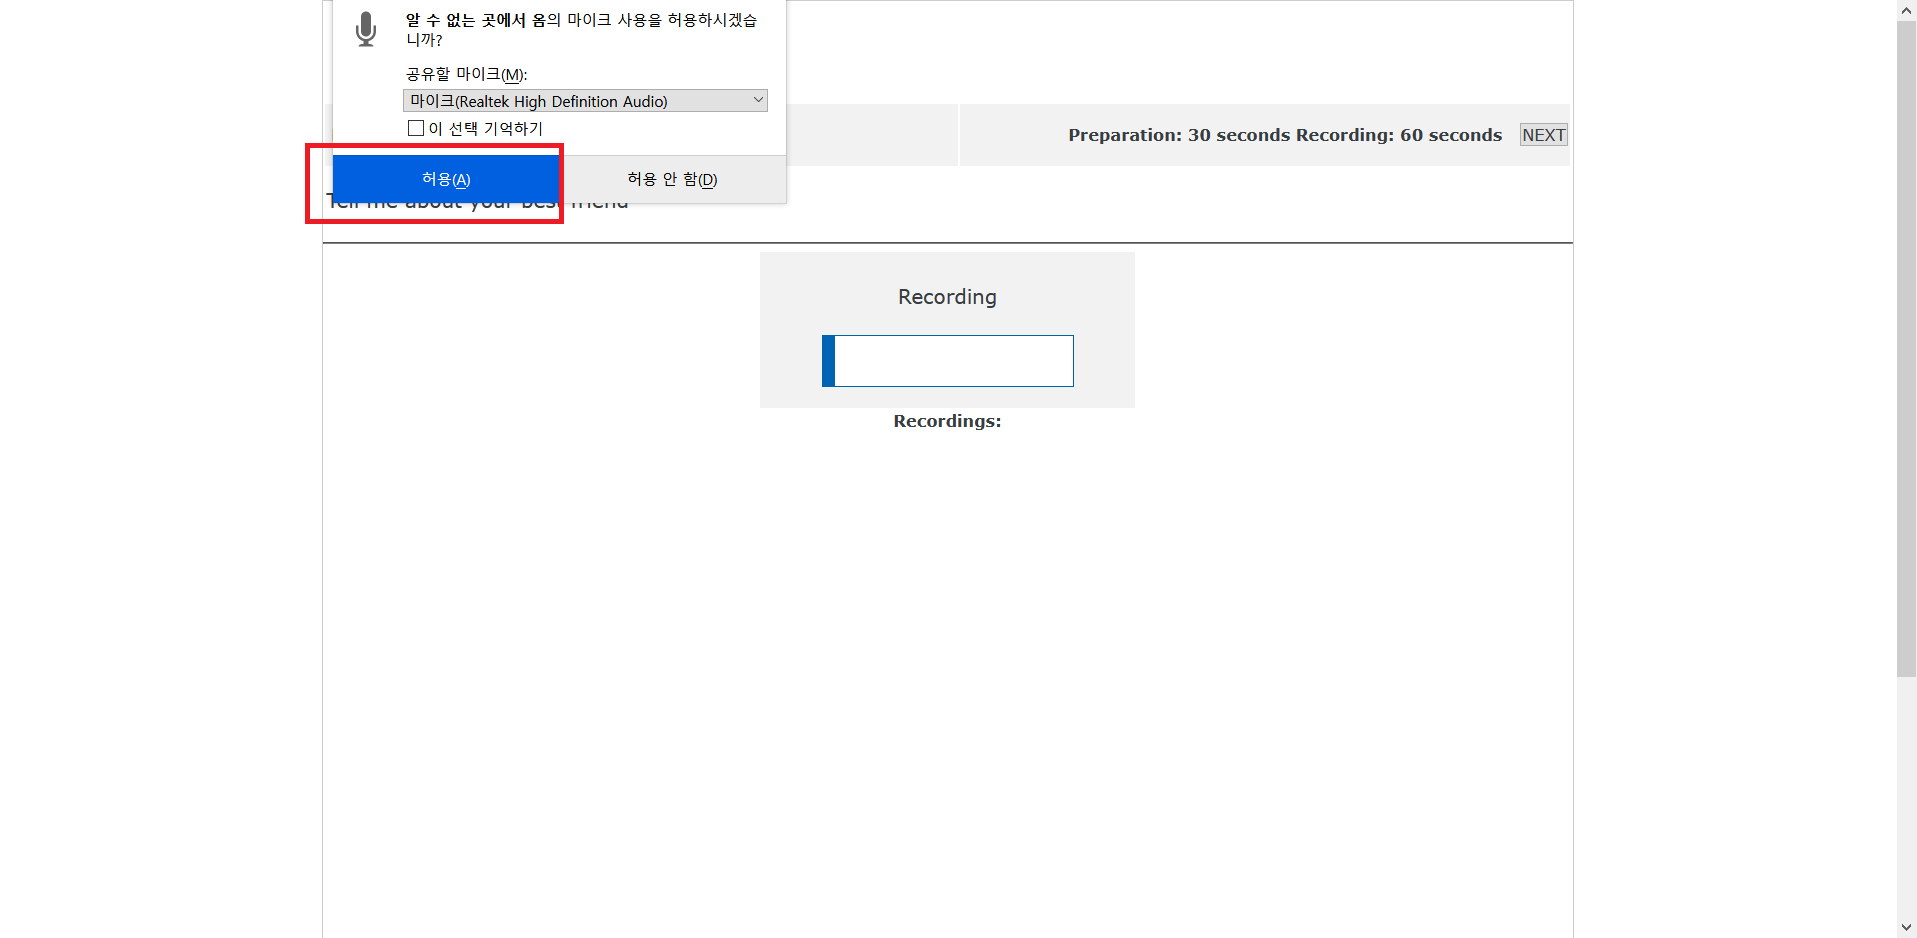 알 수 없는 곳에서 옴의 마이크 사용을 허용하시겠습
니까?
공유할 마이크(M):
마이크(Realtek High Definition Audio)
이 선택 기억하기
허용(A)
허용 안 함(D)
Preparation: 30 seconds Recording: 60 seconds
NEXT
Tell me about your best friend
Recording
Recordings: